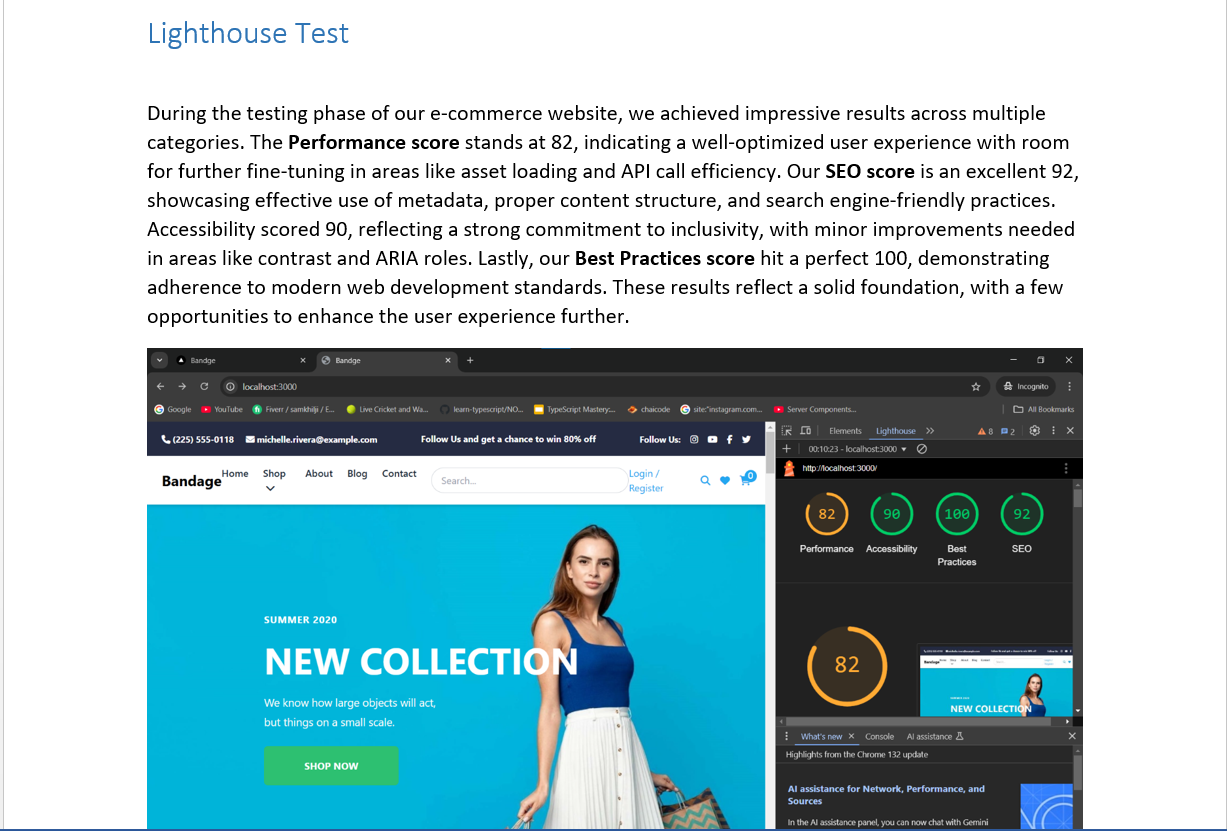 Lighthouse Test
During the testing phase of our e-commerce website, we achieved impressive results across multiple
categories. The Performance score stands at 82, indicating a well-optimized user experience with room
for further fine-tuning in areas like asset loading and API call efficiency. Our SEO score is an excellent 92,
showcasing effective use of metadata, proper content structure, and search engine-friendly practices.
Accessibility scored 90, reflecting a strong commitment to inclusivity, with minor improvements needed
in areas like contrast and ARIA roles. Lastly, our Best Practices score hit a perfect 100, demonstrating
adherence to modern web development standards. These results reflect a solid foundation, with a few
opportunities to enhance the user experience further.
Bandge
Bandge
localhost:3000
Incognito
Google
YouTube
Fiverr / samkhilji / E...
Live Cricket and Wa...
learn-typescript/NO...
TypeScript Mastery:...
chaicode
site:"instagram.com...
Server Components...
All Bookmarks
(225) 555-0118
michelle.rivera@example.com
Follow Us and get a chance to win 80% off
Follow Us:
Bandage
Home
Shop
About
Blog
Contact
Search...
Login /
Register
0
SUMMER 2020
NEW COLLECTION
We know how large objects will act,
but things on a small scale.
SHOP NOW
Elements
Lighthouse
8
2
00:10:23 - localhost:3000
http://localhost:3000/
82
90
100
92
Performance
Accessibility
Best
Practices
SEO
82
Bandage
NEW COLLECTION
What's new
Console
AI assistance
Highlights from the Chrome 132 update
AI assistance for Network, Performance, and
Sources
In the AI assistance panel, you can now chat with Gemini